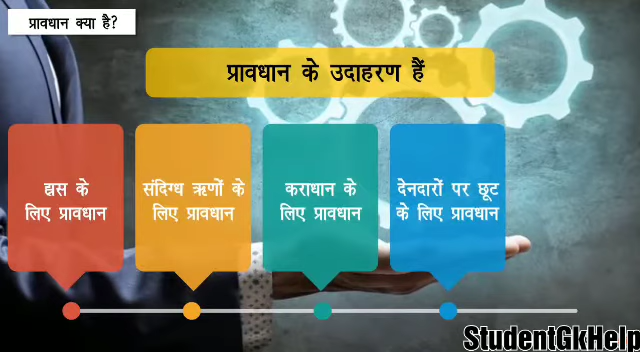 प्रावधान क्या है?
प्रावधान के उदाहरण हैं
ह्रास के
लिए प्रावधान
संदिग्ध ऋणों के
लिए प्रावधान
कराधान के
लिए प्रावधान
देनदारों पर छूट
के लिए प्रावधान
StudentGkHelp